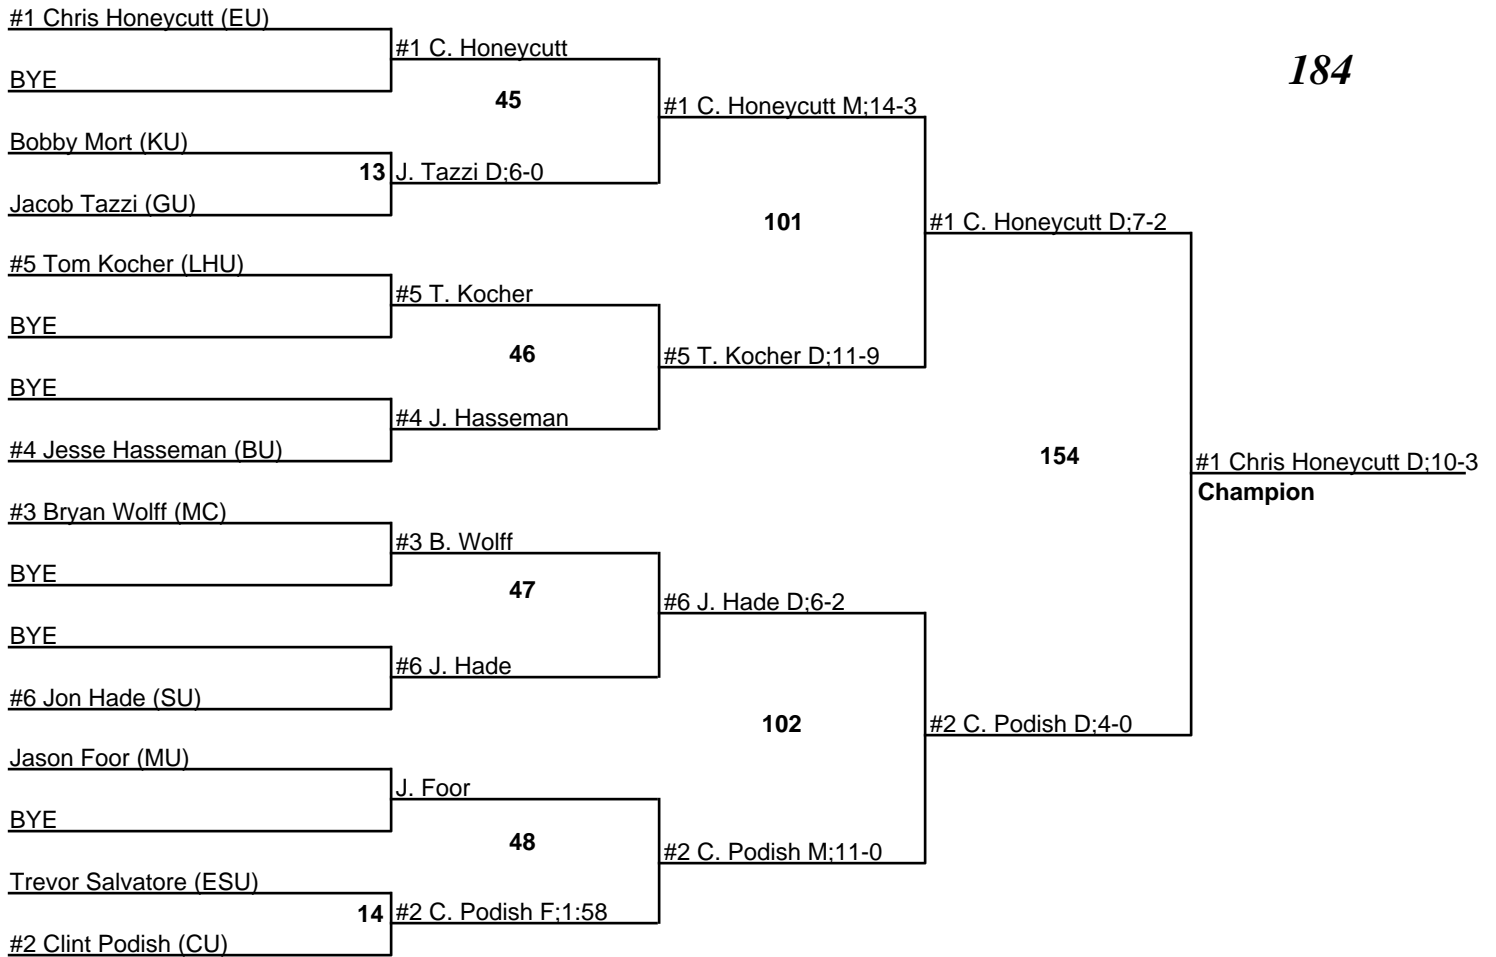 #1 Chris Honeycutt (EU)
#1 C. Honeycutt
184
BYE
45
#1 C. Honeycutt M;14-3
Bobby Mort (KU)
13 J. Tazzi D;6-0
Jacob Tazzi (GU)
101
#1 C. Honeycutt D;7-2
#5 Tom Kocher (LHU)
#5 T. Kocher
BYE
46
#5 T. Kocher D;11-9
BYE
#4 J. Hasseman
#4 Jesse Hasseman (BU)
154
#1 Chris Honeycutt D;10-3
Champion
#3 Bryan Wolff (MC)
#3 B. Wolff
BYE
47
#6 J. Hade D;6-2
BYE
#6 J. Hade
#6 Jon Hade (SU)
102
#2 C. Podish D;4-0
Jason Foor (MU)
J. Foor
BYE
48
#2 C. Podish M;11-0
Trevor Salvatore (ESU)
14 #2 C. Podish F;1:58
#2 Clint Podish (CU)